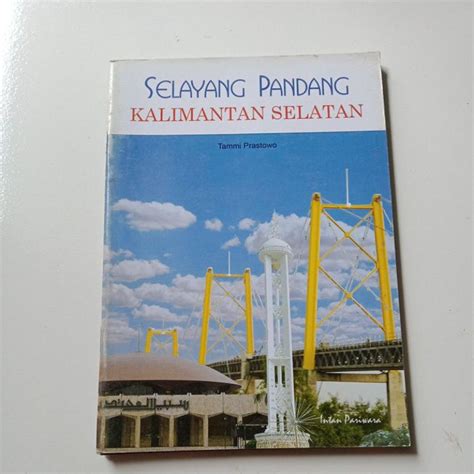 SELAYANG PANDANG
KALIMANTAN SELATAN
Tammi Prastowo
Intan Pariwara